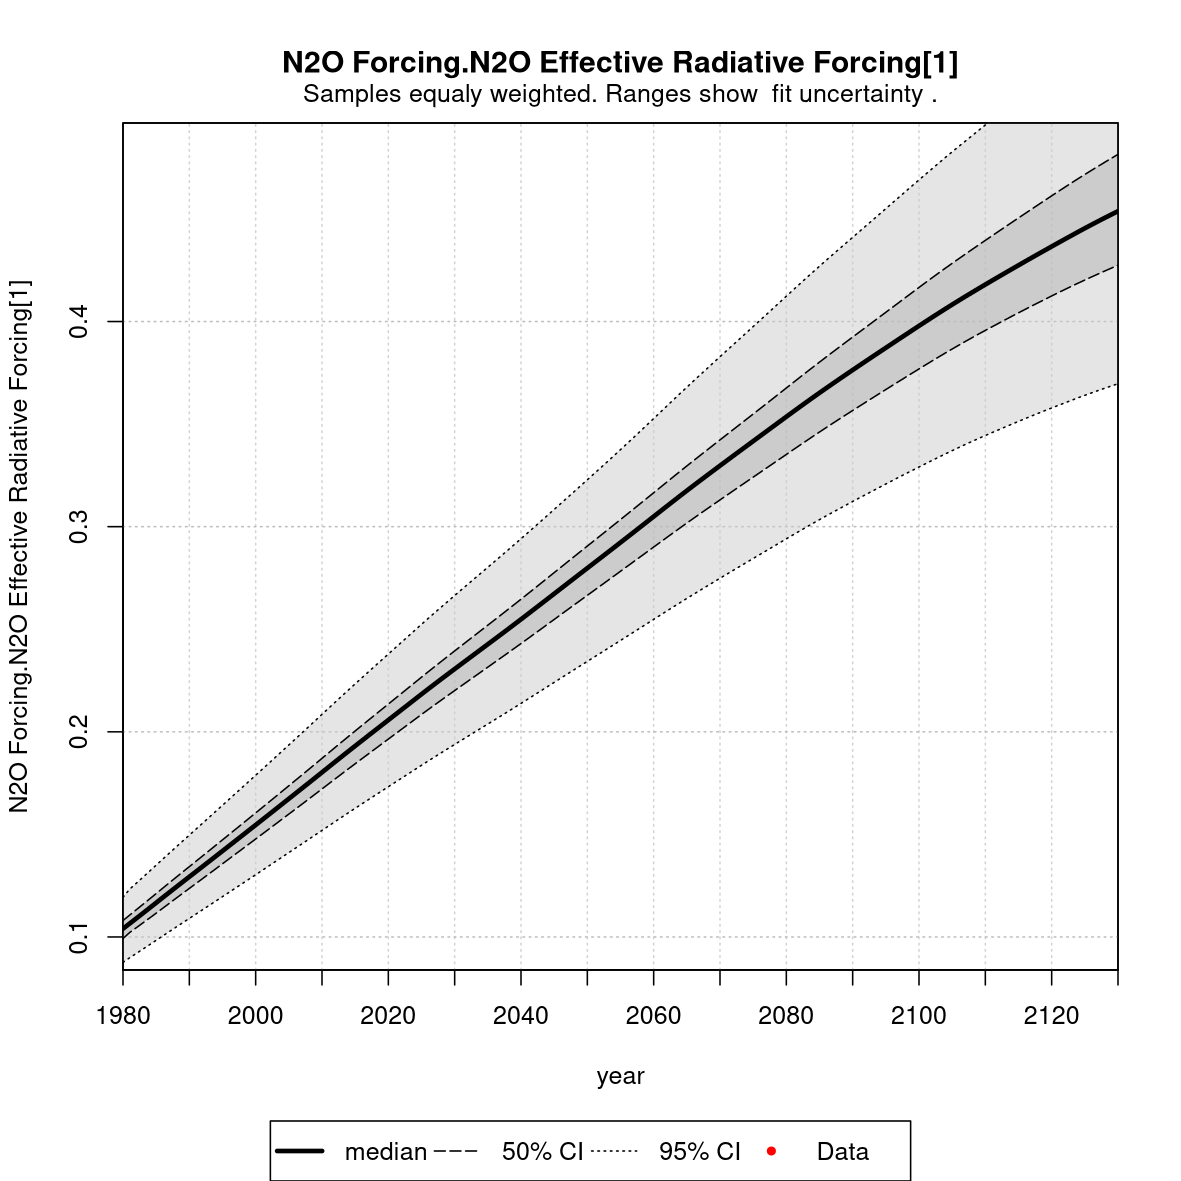 N2O Forcing.N2O Effective Radiative Forcing[1]
Samples equaly weighted. Ranges show  fit uncertainty .
N2O Forcing.N2O Effective Radiative Forcing[1]
0.4
0.3
0.2
0.1
1980 2000 2020 2040 2060 2080 2100 2120
year
median 50% CI 95% CI Data